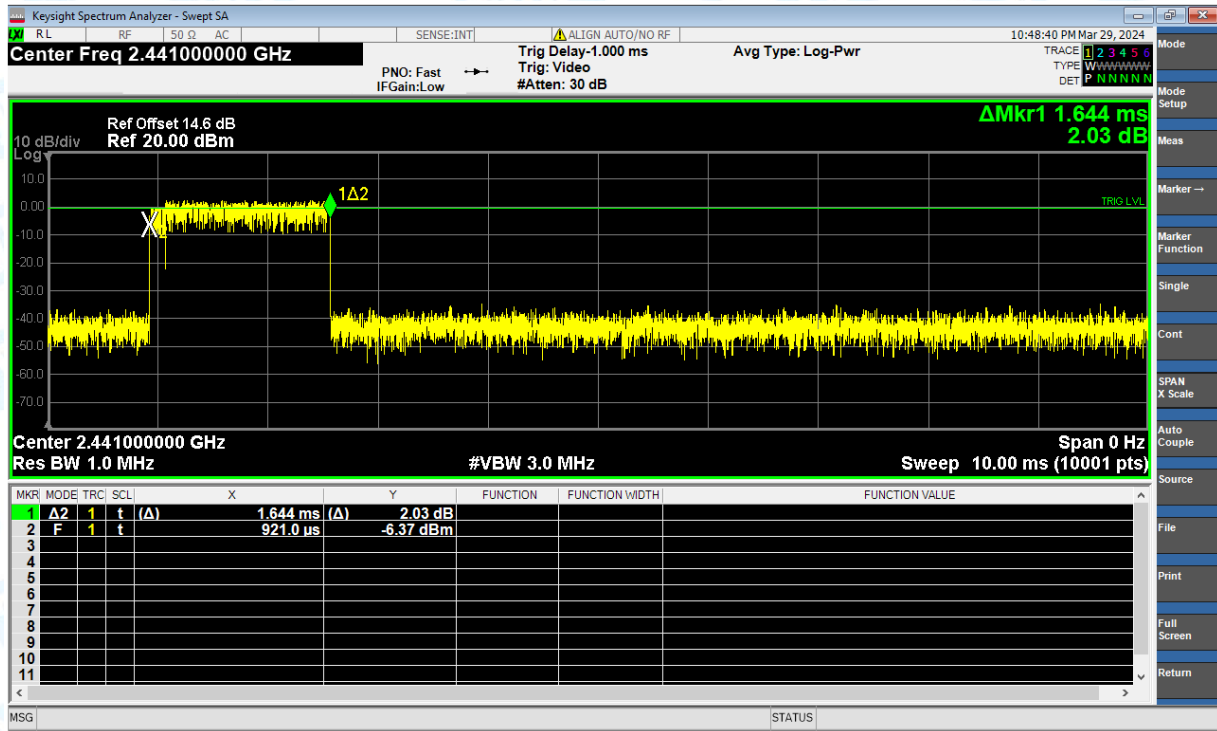 Keysight Spectrum Analyzer - Swept SA
LXI RL RF 50 Ω AC SENSE:INT ALIGN AUTO/NO RF 10:48:40 PM Mar 29, 2024
Center Freq 2.441000000 GHz
PNO: Fast
IFGain:Low
Trig Delay-1.000 ms
Trig: Video
#Atten: 30 dB
Avg Type: Log-Pwr
TRACE 1 2 3 4 5 6
TYPE WWWWWW
DET P N N N N N
ΔMkr1 1.644 ms
2.03 dB
Ref Offset 14.6 dB
10 dB/div Ref 20.00 dBm
Log
10.0
0.00
-10.0
-20.0
-30.0
-40.0
-50.0
-60.0
-70.0
1Δ2
TRIG LVL
Center 2.441000000 GHz Span 0 Hz
Res BW 1.0 MHz #VBW 3.0 MHz Sweep 10.00 ms (10001 pts)
MKR MODE TRC SCL X Y FUNCTION FUNCTION WIDTH FUNCTION VALUE
1 Δ2 1 t (Δ) 1.644 ms (Δ) 2.03 dB
2 F 1 t 921.0 µs -6.37 dBm
3
4
5
6
7
8
9
10
11
MSG STATUS
Mode
Mode
Setup
Meas
Marker →
Marker
Function
Single
Cont
SPAN
X Scale
Auto
Couple
Source
File
Print
Full
Screen
Return